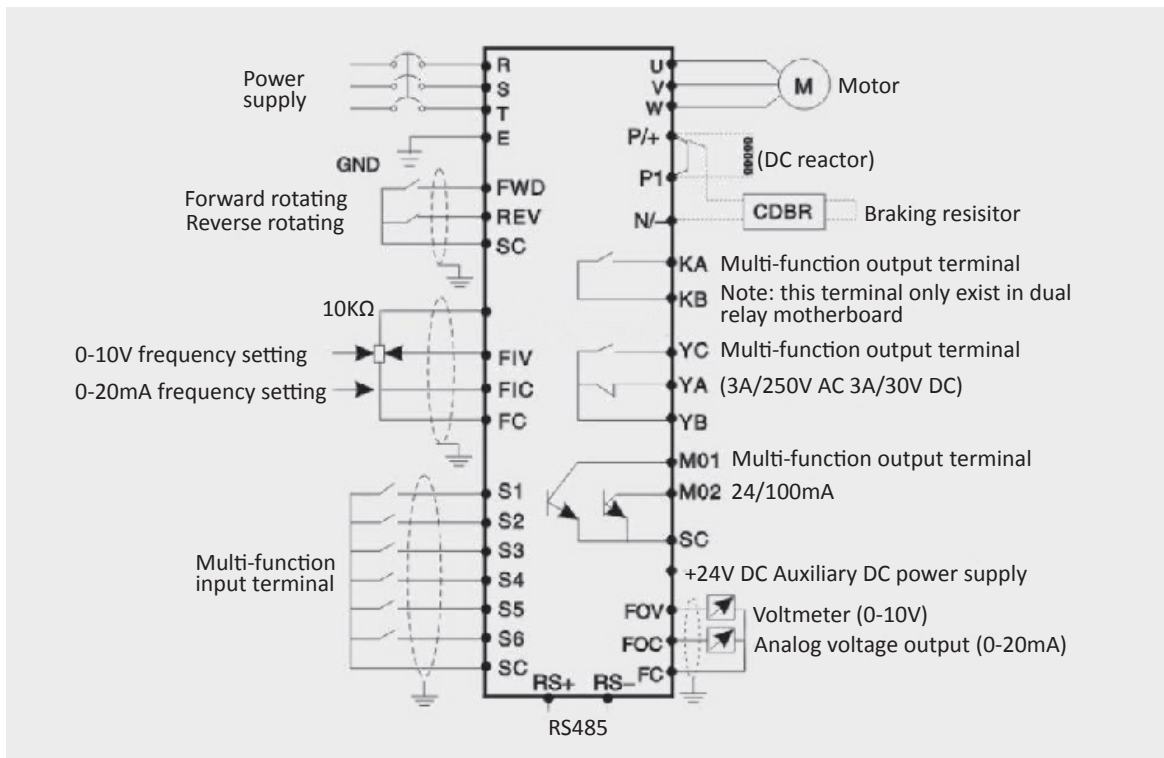 Power
supply
R
S
T
E
GND
Forward rotating
Reverse rotating
FWD
REV
SC
10KΩ
0-10V frequency setting
FIV
0-20mA frequency setting
FIC
FC
Multi-function
input terminal
S1
S2
S3
S4
S5
S6
SC
RS+ RS−
RS485
U
V
W
M Motor
P/+
(DC reactor)
P1
CDBR Braking resisitor
N/−
KA Multi-function output terminal
KB Note: this terminal only exist in dual
relay motherboard
YC Multi-function output terminal
YA (3A/250V AC 3A/30V DC)
YB
M01 Multi-function output terminal
M02 24/100mA
SC
+24V DC Auxiliary DC power supply
FOV Voltmeter (0-10V)
FOC Analog voltage output (0-20mA)
FC